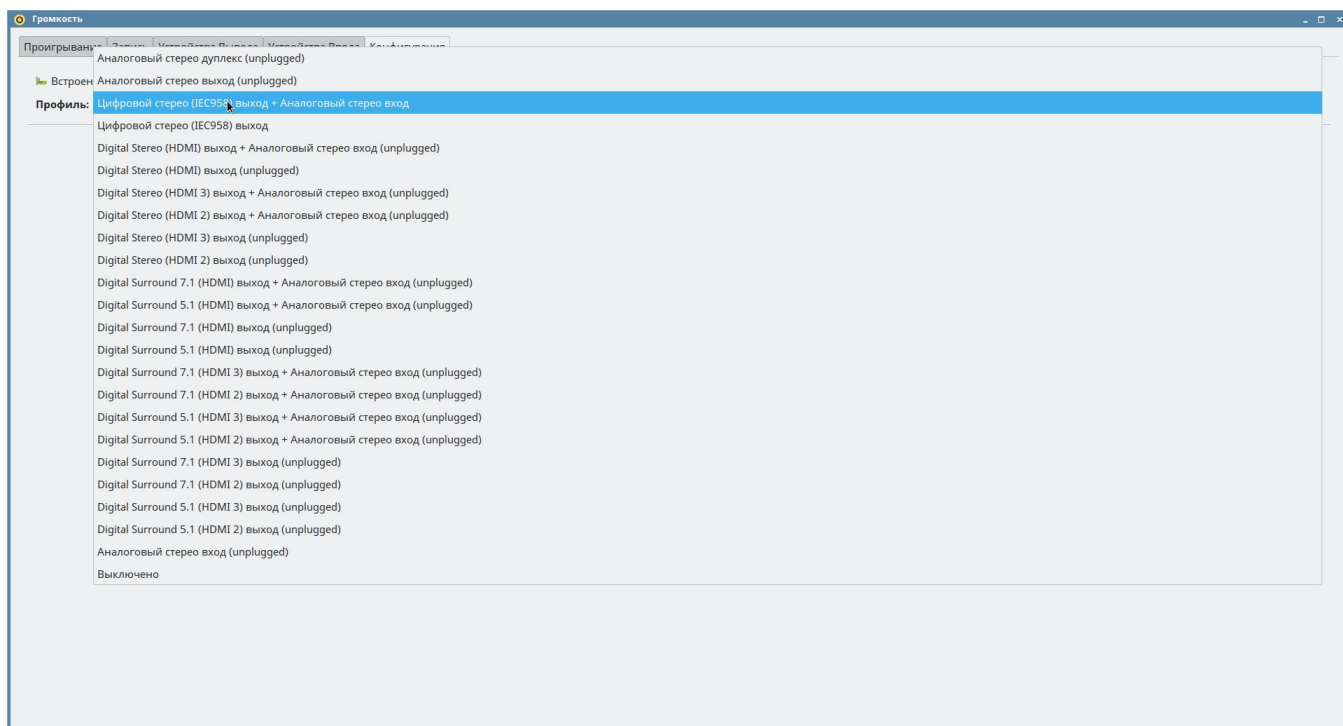 Громкость
Проигрывание Запись Устройства Вывода Устройства Ввода Конфигурация
Аналоговый стерео дуплекс (unplugged)
Встроен
Аналоговый стерео выход (unplugged)
Профиль:
Цифровой стерео (IEC958) выход + Аналоговый стерео вход
Цифровой стерео (IEC958) выход
Digital Stereo (HDMI) выход + Аналоговый стерео вход (unplugged)
Digital Stereo (HDMI) выход (unplugged)
Digital Stereo (HDMI 3) выход + Аналоговый стерео вход (unplugged)
Digital Stereo (HDMI 2) выход + Аналоговый стерео вход (unplugged)
Digital Stereo (HDMI 3) выход (unplugged)
Digital Stereo (HDMI 2) выход (unplugged)
Digital Surround 7.1 (HDMI) выход + Аналоговый стерео вход (unplugged)
Digital Surround 5.1 (HDMI) выход + Аналоговый стерео вход (unplugged)
Digital Surround 7.1 (HDMI) выход (unplugged)
Digital Surround 5.1 (HDMI) выход (unplugged)
Digital Surround 7.1 (HDMI 3) выход + Аналоговый стерео вход (unplugged)
Digital Surround 7.1 (HDMI 2) выход + Аналоговый стерео вход (unplugged)
Digital Surround 5.1 (HDMI 3) выход + Аналоговый стерео вход (unplugged)
Digital Surround 5.1 (HDMI 2) выход + Аналоговый стерео вход (unplugged)
Digital Surround 7.1 (HDMI 3) выход (unplugged)
Digital Surround 7.1 (HDMI 2) выход (unplugged)
Digital Surround 5.1 (HDMI 3) выход (unplugged)
Digital Surround 5.1 (HDMI 2) выход (unplugged)
Аналоговый стерео вход (unplugged)
Выключено